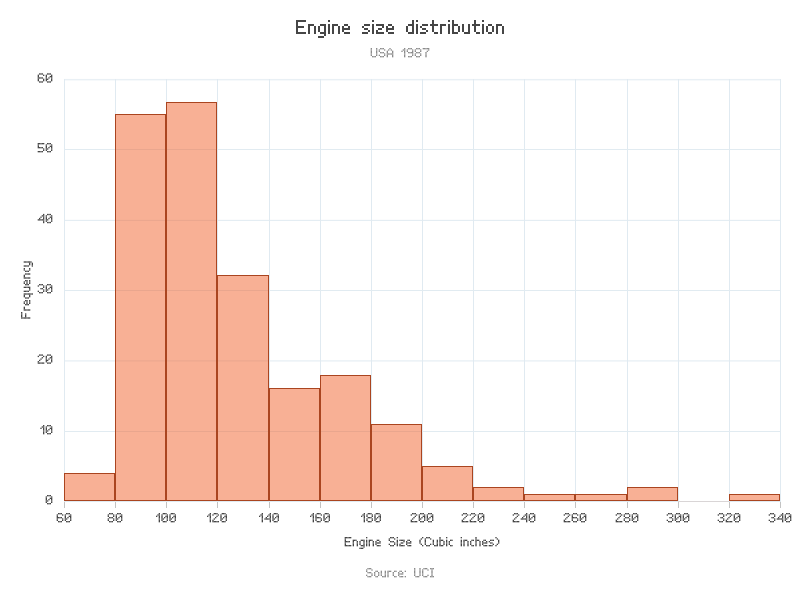 Engine size distribution
USA 1987
60
50
40
30
20
10
0
Frequency
60 80 100 120 140 160 180 200 220 240 260 280 300 320 340
Engine Size (Cubic inches)
Source: UCI